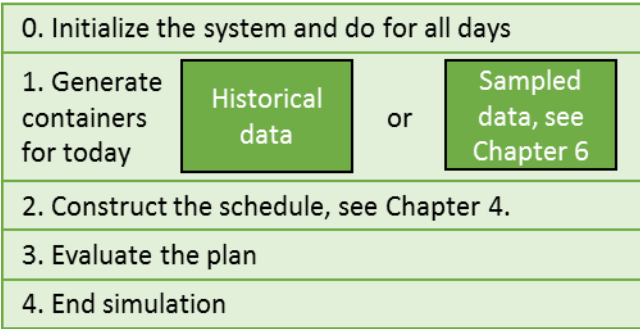 0. Initialize the system and do for all days
1. Generate
containers
for today
Historical
data
or
Sampled
data, see
Chapter 6
2. Construct the schedule, see Chapter 4.
3. Evaluate the plan
4. End simulation